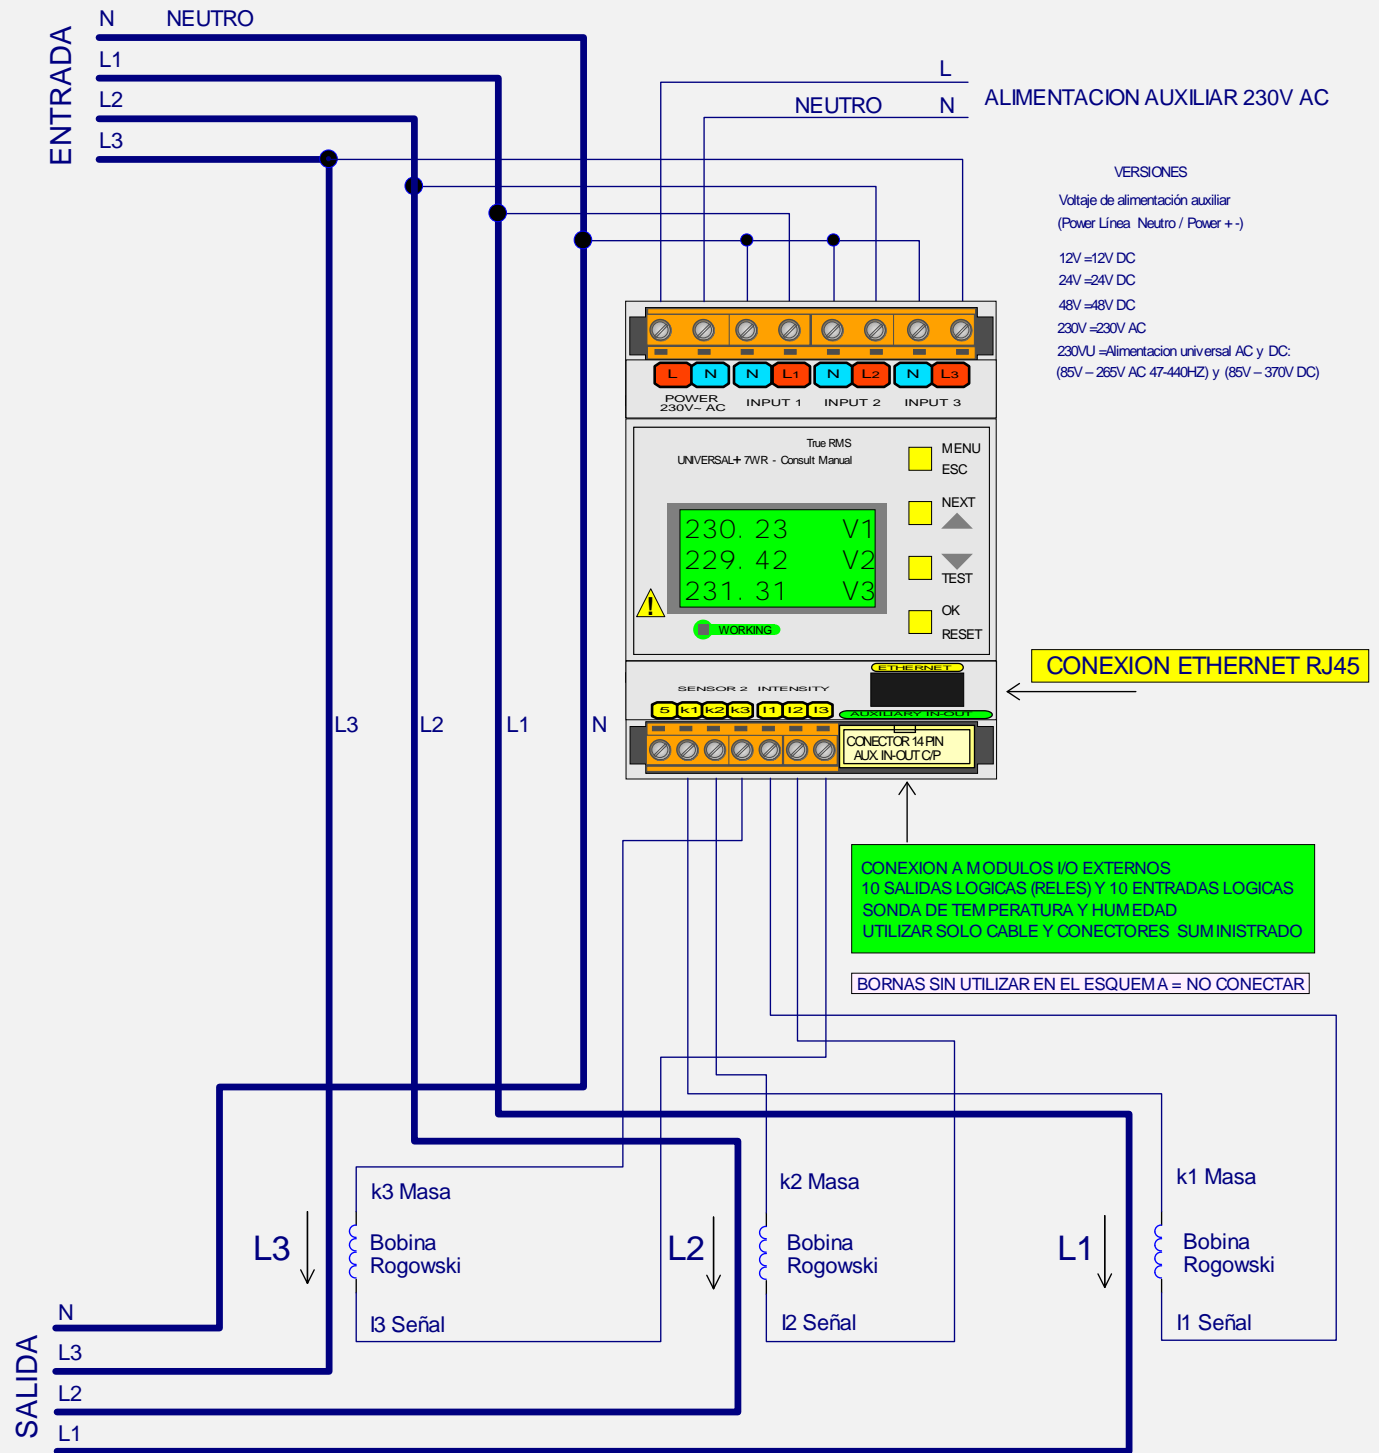 ENTRADA
N NEUTRO
L1
L2
L3
L
NEUTRO N
ALIMENTACION AUXILIAR 230V AC
VERSIONES
Voltaje de alimentación auxiliar
(Power Línea Neutro / Power + -)
12V =12V DC
24V =24V DC
48V =48V DC
230V =230V AC
230VU =Alimentacion universal AC y DC:
(85V – 265V AC 47-440HZ) y (85V – 370V DC)
L N N L1 N L2 N L3
POWER
230V~ AC
INPUT 1 INPUT 2 INPUT 3
True RMS
UNIVERSAL+ 7WR - Consult Manual
MENU
ESC
NEXT
TEST
OK
RESET
230. 23 V1
229. 42 V2
231. 31 V3
!
WORKING
ETHERNET
CONEXION ETHERNET RJ45
SENSOR 2 INTENSITY
5 k1 k2 k3 I1 I2 I3
AUXILIARY IN-OUT
CONECTOR 14 PIN
AUX. IN-OUT C/P
L3 L2 L1 N
CONEXION A MODULOS I/O EXTERNOS
10 SALIDAS LOGICAS (RELES) Y 10 ENTRADAS LOGICAS
SONDA DE TEMPERATURA Y HUMEDAD
UTILIZAR SOLO CABLE Y CONECTORES SUMINISTRADO
BORNAS SIN UTILIZAR EN EL ESQUEMA = NO CONECTAR
k3 Masa
L3
Bobina
Rogowski
I3 Señal
k2 Masa
L2
Bobina
Rogowski
I2 Señal
k1 Masa
L1
Bobina
Rogowski
I1 Señal
SALIDA
N
L3
L2
L1